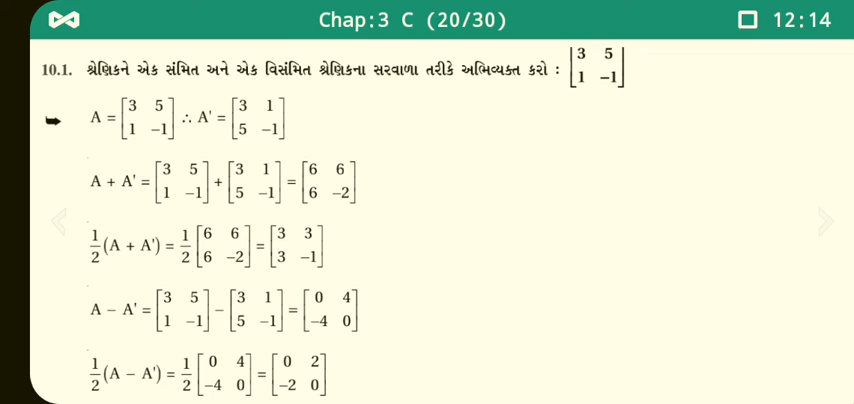 Chap:3 C (20/30) 12:14
10.1. શ્રેણિકને એક સંમિત અને એક વિસંમિત શ્રેણિકના સરવાળા તરીકે અભિવ્યક્ત કરો : [3 5; 1 –1]
A = [3 5; 1 –1] ∴ A' = [3 1; 5 –1]
A + A' = [3 5; 1 –1] + [3 1; 5 –1] = [6 6; 6 –2]
1/2 (A + A') = 1/2 [6 6; 6 –2] = [3 3; 3 –1]
A – A' = [3 5; 1 –1] – [3 1; 5 –1] = [0 4; –4 0]
1/2 (A – A') = 1/2 [0 4; –4 0] = [0 2; –2 0]